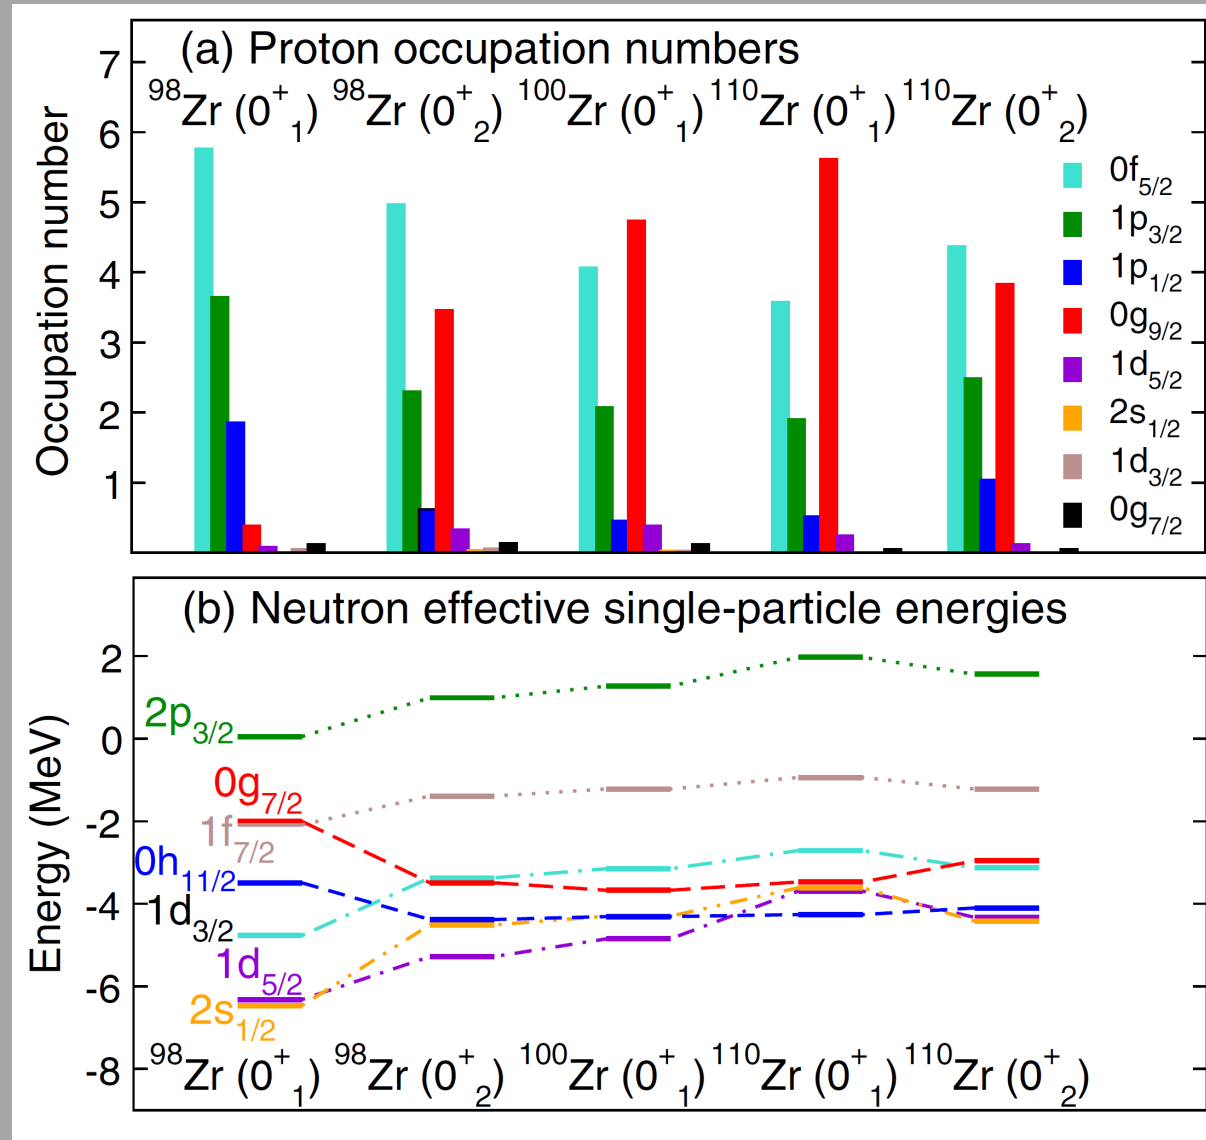 (a) Proton occupation numbers
⁹⁸Zr (0⁺₁) ⁹⁸Zr (0⁺₂) ¹⁰⁰Zr (0⁺₁) ¹¹⁰Zr (0⁺₁) ¹¹⁰Zr (0⁺₂)
Occupation number
7
6
5
4
3
2
1
0f5/2
1p3/2
1p1/2
0g9/2
1d5/2
2s1/2
1d3/2
0g7/2
(b) Neutron effective single-particle energies
Energy (MeV)
2
0
-2
-4
-6
-8
2p3/2
0g7/2
1f7/2
0h11/2
1d3/2
1d5/2
2s1/2
⁹⁸Zr (0⁺₁) ⁹⁸Zr (0⁺₂) ¹⁰⁰Zr (0⁺₁) ¹¹⁰Zr (0⁺₁) ¹¹⁰Zr (0⁺₂)